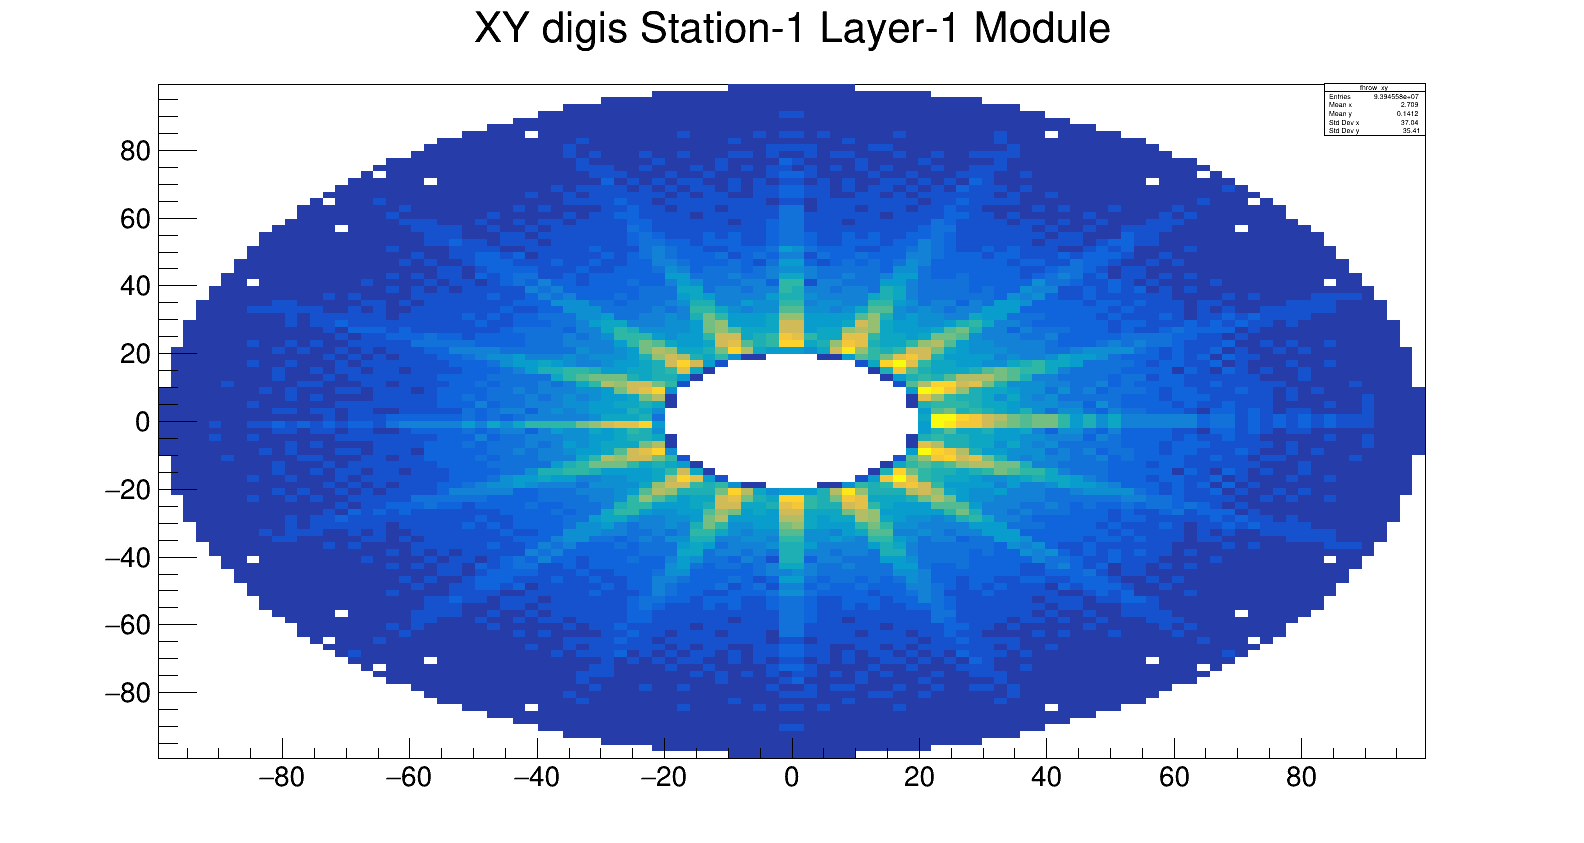 XY digis Station-1 Layer-1 Module
fhrow_xy
Entries 9.394558e+07
Mean x 2.709
Mean y 0.1412
Std Dev x 37.04
Std Dev y 35.41
80
60
40
20
0
−20
−40
−60
−80
−80 −60 −40 −20 0 20 40 60 80